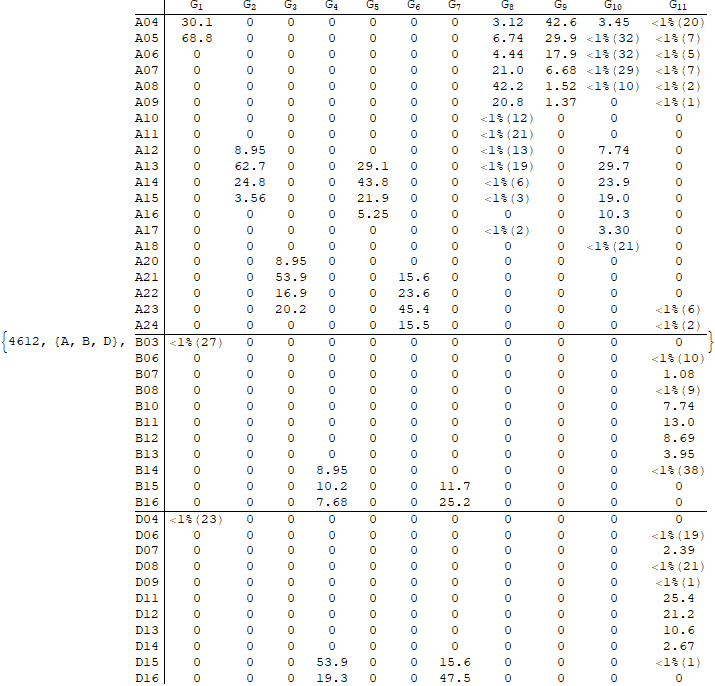 G₁ G₂ G₃ G₄ G₅ G₆ G₇ G₈ G₉ G₁₀ G₁₁
A04 30.1 0 0 0 0 0 0 3.12 42.6 3.45 <1%(20)
A05 68.8 0 0 0 0 0 0 6.74 29.9 <1%(32) <1%(7)
A06 0 0 0 0 0 0 0 4.44 17.9 <1%(32) <1%(5)
A07 0 0 0 0 0 0 0 21.0 6.68 <1%(29) <1%(7)
A08 0 0 0 0 0 0 0 42.2 1.52 <1%(10) <1%(2)
A09 0 0 0 0 0 0 0 20.8 1.37 0 <1%(1)
A10 0 0 0 0 0 0 0 <1%(12) 0 0 0
A11 0 0 0 0 0 0 0 <1%(21) 0 0 0
A12 0 8.95 0 0 0 0 0 <1%(13) 0 7.74 0
A13 0 62.7 0 0 29.1 0 0 <1%(19) 0 29.7 0
A14 0 24.8 0 0 43.8 0 0 <1%(6) 0 23.9 0
A15 0 3.56 0 0 21.9 0 0 <1%(3) 0 19.0 0
A16 0 0 0 0 5.25 0 0 0 0 10.3 0
A17 0 0 0 0 0 0 0 <1%(2) 0 3.30 0
A18 0 0 0 0 0 0 0 0 0 <1%(21) 0
A20 0 0 8.95 0 0 0 0 0 0 0 0
A21 0 0 53.9 0 0 15.6 0 0 0 0 0
A22 0 0 16.9 0 0 23.6 0 0 0 0 0
A23 0 0 20.2 0 0 45.4 0 0 0 0 <1%(6)
A24 0 0 0 0 0 15.5 0 0 0 0 <1%(2)
{4612, {A, B, D}, B03 <1%(27) 0 0 0 0 0 0 0 0 0 0 }
B06 0 0 0 0 0 0 0 0 0 0 <1%(10)
B07 0 0 0 0 0 0 0 0 0 0 1.08
B08 0 0 0 0 0 0 0 0 0 0 <1%(9)
B10 0 0 0 0 0 0 0 0 0 0 7.74
B11 0 0 0 0 0 0 0 0 0 0 13.0
B12 0 0 0 0 0 0 0 0 0 0 8.69
B13 0 0 0 0 0 0 0 0 0 0 3.95
B14 0 0 0 8.95 0 0 0 0 0 0 <1%(38)
B15 0 0 0 10.2 0 0 11.7 0 0 0 0
B16 0 0 0 7.68 0 0 25.2 0 0 0 0
D04 <1%(23) 0 0 0 0 0 0 0 0 0 0
D06 0 0 0 0 0 0 0 0 0 0 <1%(19)
D07 0 0 0 0 0 0 0 0 0 0 2.39
D08 0 0 0 0 0 0 0 0 0 0 <1%(21)
D09 0 0 0 0 0 0 0 0 0 0 <1%(1)
D11 0 0 0 0 0 0 0 0 0 0 25.4
D12 0 0 0 0 0 0 0 0 0 0 21.2
D13 0 0 0 0 0 0 0 0 0 0 10.6
D14 0 0 0 0 0 0 0 0 0 0 2.67
D15 0 0 0 53.9 0 0 15.6 0 0 0 <1%(1)
D16 0 0 0 19.3 0 0 47.5 0 0 0 0